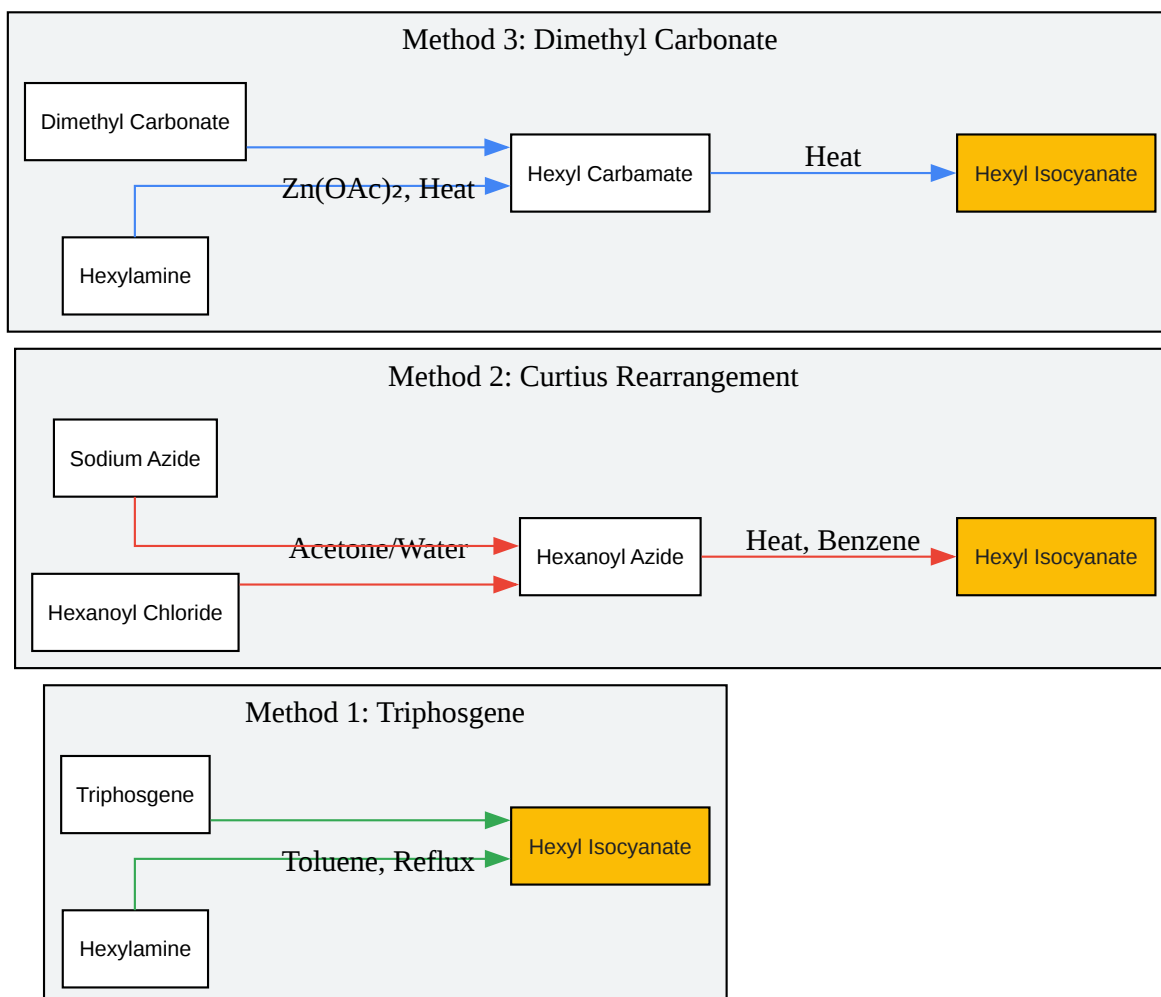 Method 3: Dimethyl Carbonate
Dimethyl Carbonate
Zn(OAc)₂, Heat
Hexylamine
Hexyl Carbamate
Heat
Hexyl Isocyanate
Method 2: Curtius Rearrangement
Sodium Azide
Acetone/Water
Hexanoyl Chloride
Hexanoyl Azide
Heat, Benzene
Hexyl Isocyanate
Method 1: Triphosgene
Triphosgene
Toluene, Reflux
Hexylamine
Hexyl Isocyanate